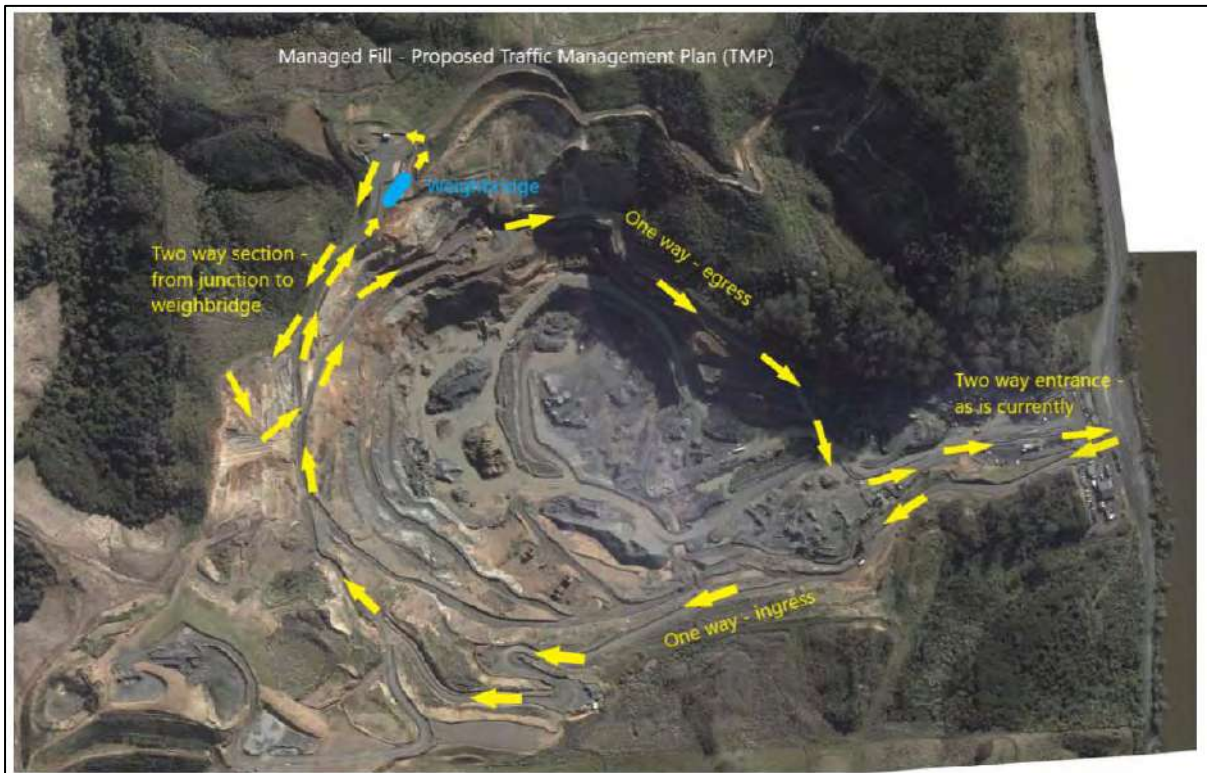 Managed Fill - Proposed Traffic Management Plan (TMP)
Weighbridge
One way - egress
Two way section -
from junction to
weighbridge
Two way entrance -
as is currently
One way - ingress